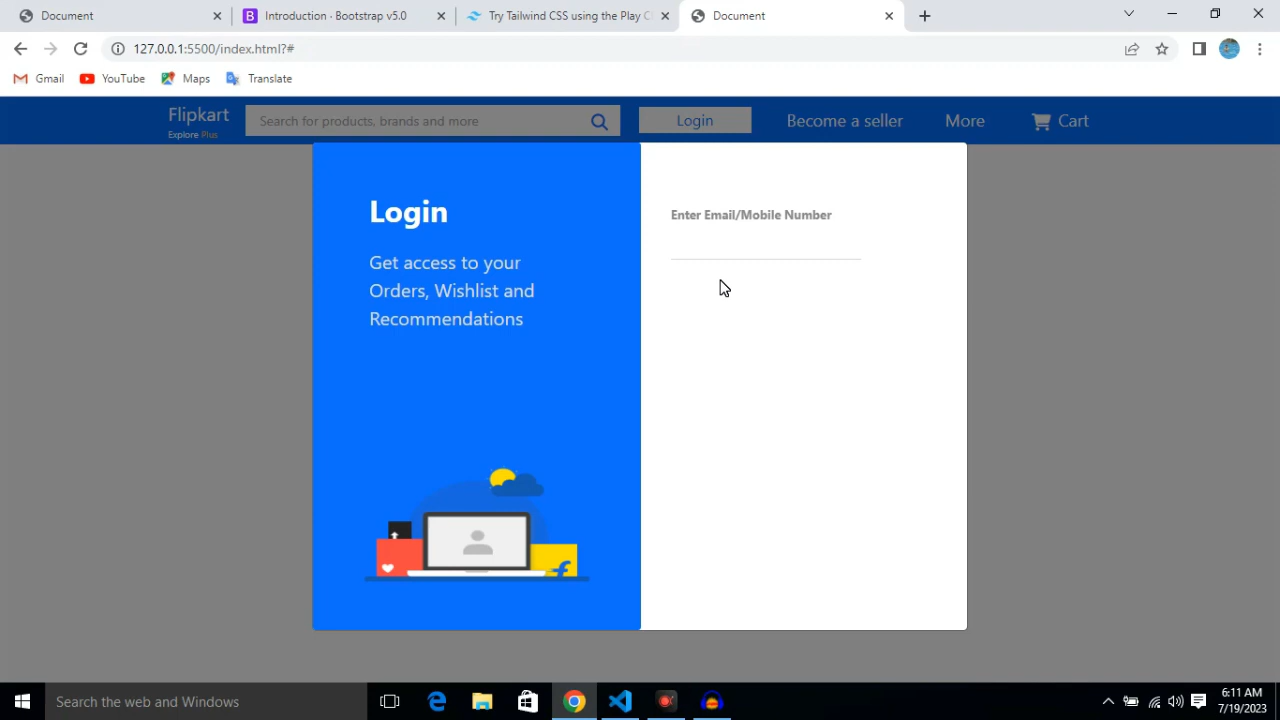 Document
Introduction · Bootstrap v5.0
Try Tailwind CSS using the Play C
Document
127.0.0.1:5500/index.html?#
Gmail
YouTube
Maps
Translate
Flipkart
Explore Plus
Search for products, brands and more
Login
Become a seller
More
Cart
Login
Get access to your
Orders, Wishlist and
Recommendations
Enter Email/Mobile Number
Search the web and Windows
6:11 AM
7/19/2023